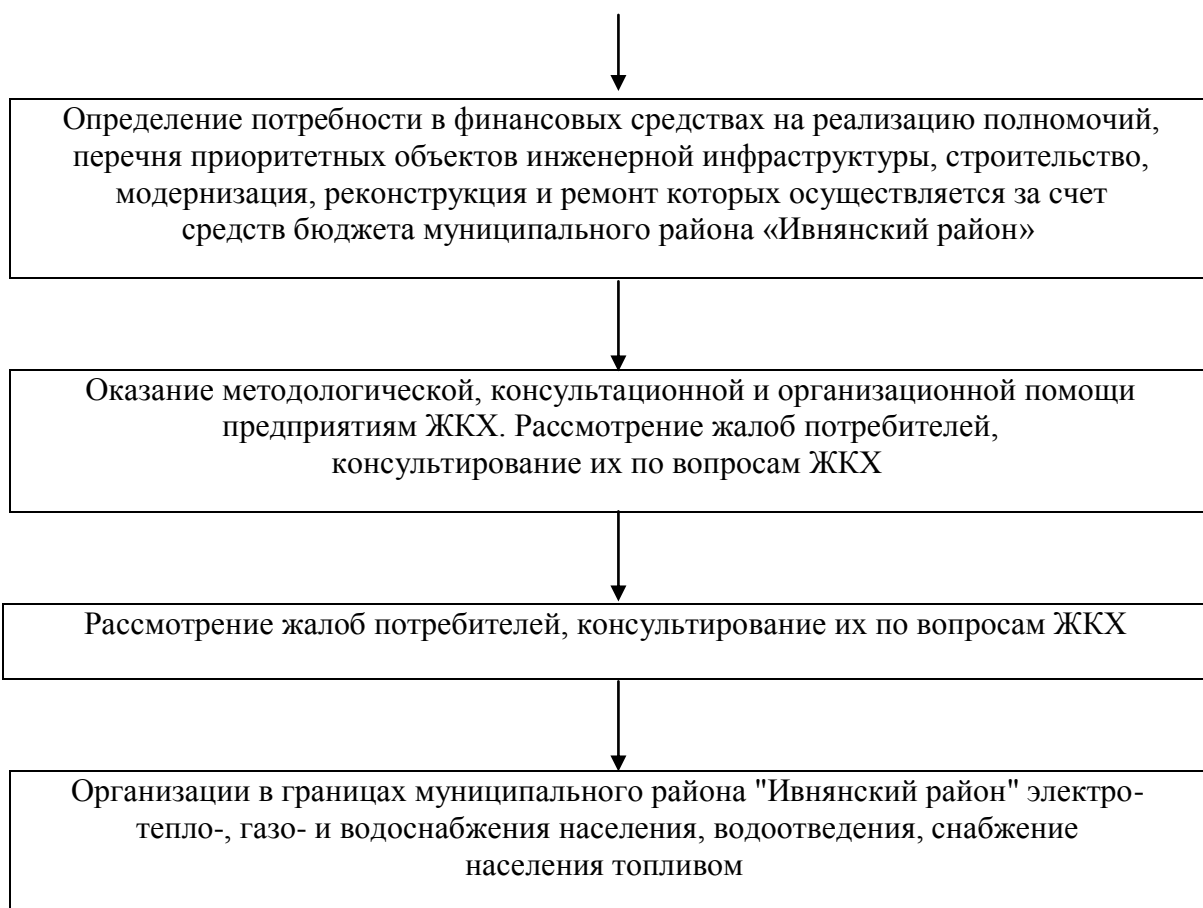 Определение потребности в финансовых средствах на реализацию полномочий,
перечня приоритетных объектов инженерной инфраструктуры, строительство,
модернизация, реконструкция и ремонт которых осуществляется за счет
средств бюджета муниципального района «Ивнянский район»
Оказание методологической, консультационной и организационной помощи
предприятиям ЖКХ. Рассмотрение жалоб потребителей,
консультирование их по вопросам ЖКХ
Рассмотрение жалоб потребителей, консультирование их по вопросам ЖКХ
Организации в границах муниципального района "Ивнянский район" электро-
тепло-, газо- и водоснабжения населения, водоотведения, снабжение
населения топливом